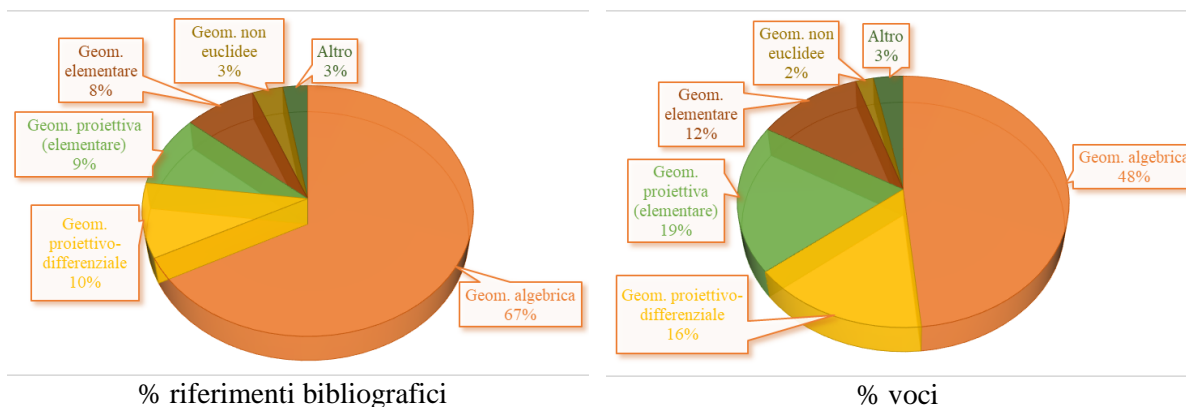 Geom. non
euclidee
3%
Altro
3%
Geom.
elementare
8%
Geom. proiettiva
(elementare)
9%
Geom.
proiettivo-
differenziale
10%
Geom. algebrica
67%
% riferimenti bibliografici
Geom. non
euclidee
2%
Altro
3%
Geom.
elementare
12%
Geom. algebrica
48%
Geom.
proiettiva
(elementare)
19%
Geom. proiettivo-
differenziale
16%
% voci